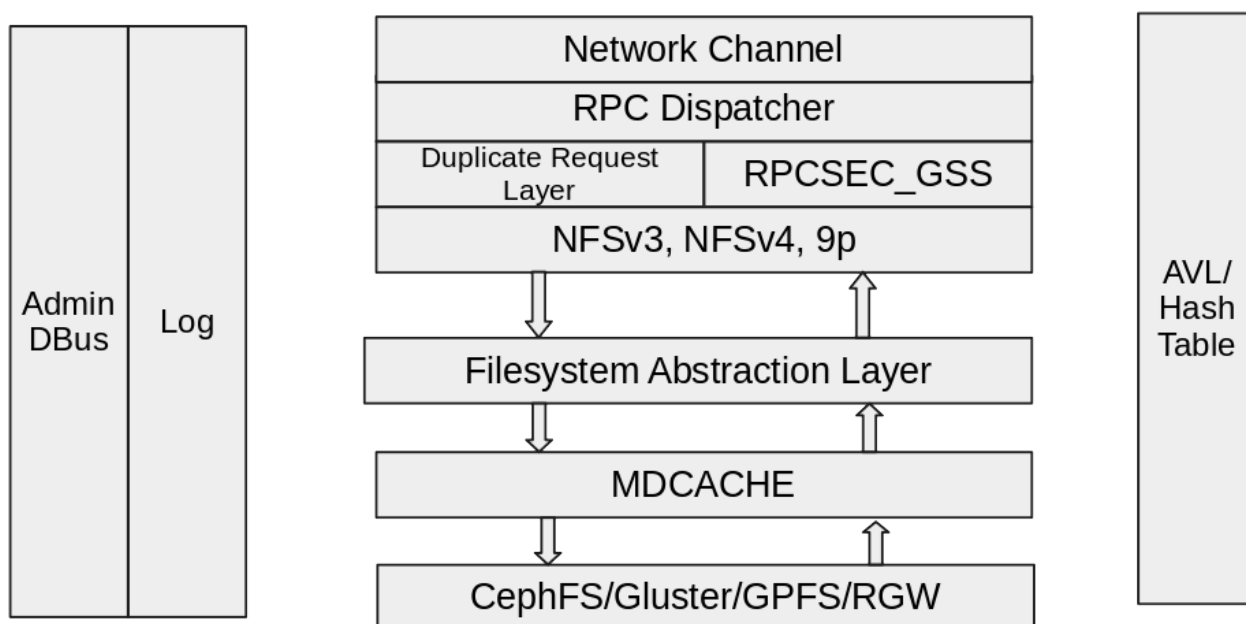 Admin
DBus
Log
Network Channel
RPC Dispatcher
Duplicate Request
Layer
RPCSEC_GSS
NFSv3, NFSv4, 9p
Filesystem Abstraction Layer
MDCACHE
CephFS/Gluster/GPFS/RGW
AVL/
Hash
Table